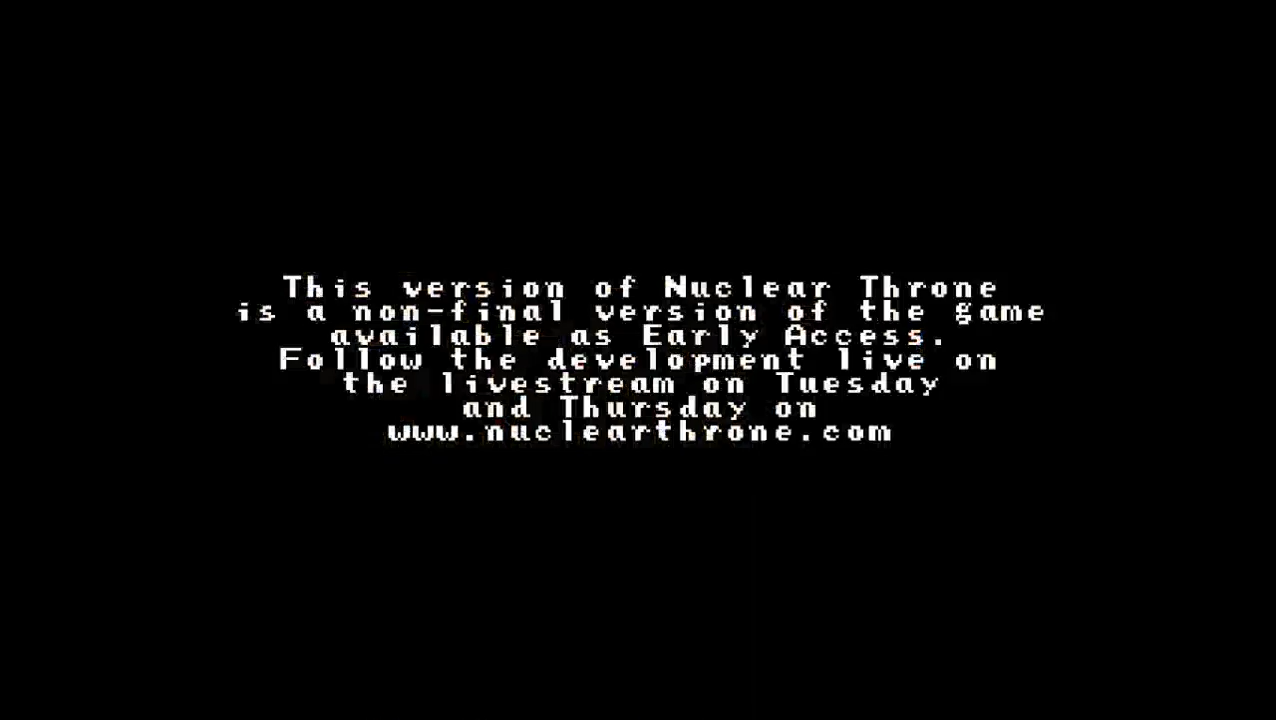 This version of Nuclear Throne
is a non-final version of the game
available as Early Access.
Follow the development live on
the livestream on Tuesday
and Thursday on
www.nuclearthrone.com